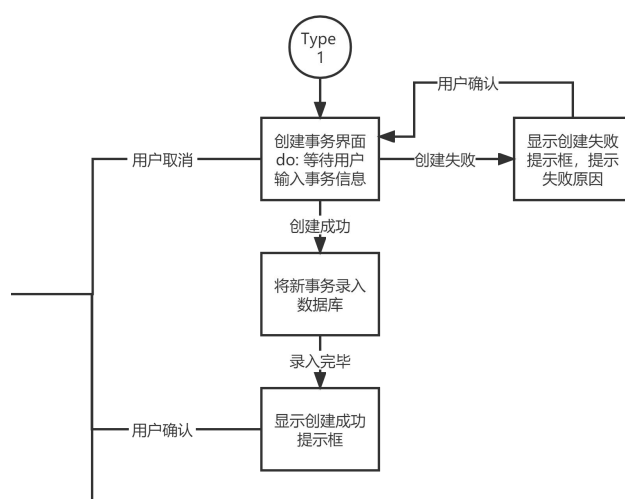 Type
1
用户确认
创建事务界面
do: 等待用户
输入事务信息
显示创建失败
提示框，提示
失败原因
用户取消
创建失败
创建成功
将新事务录入
数据库
录入完毕
显示创建成功
提示框
用户确认